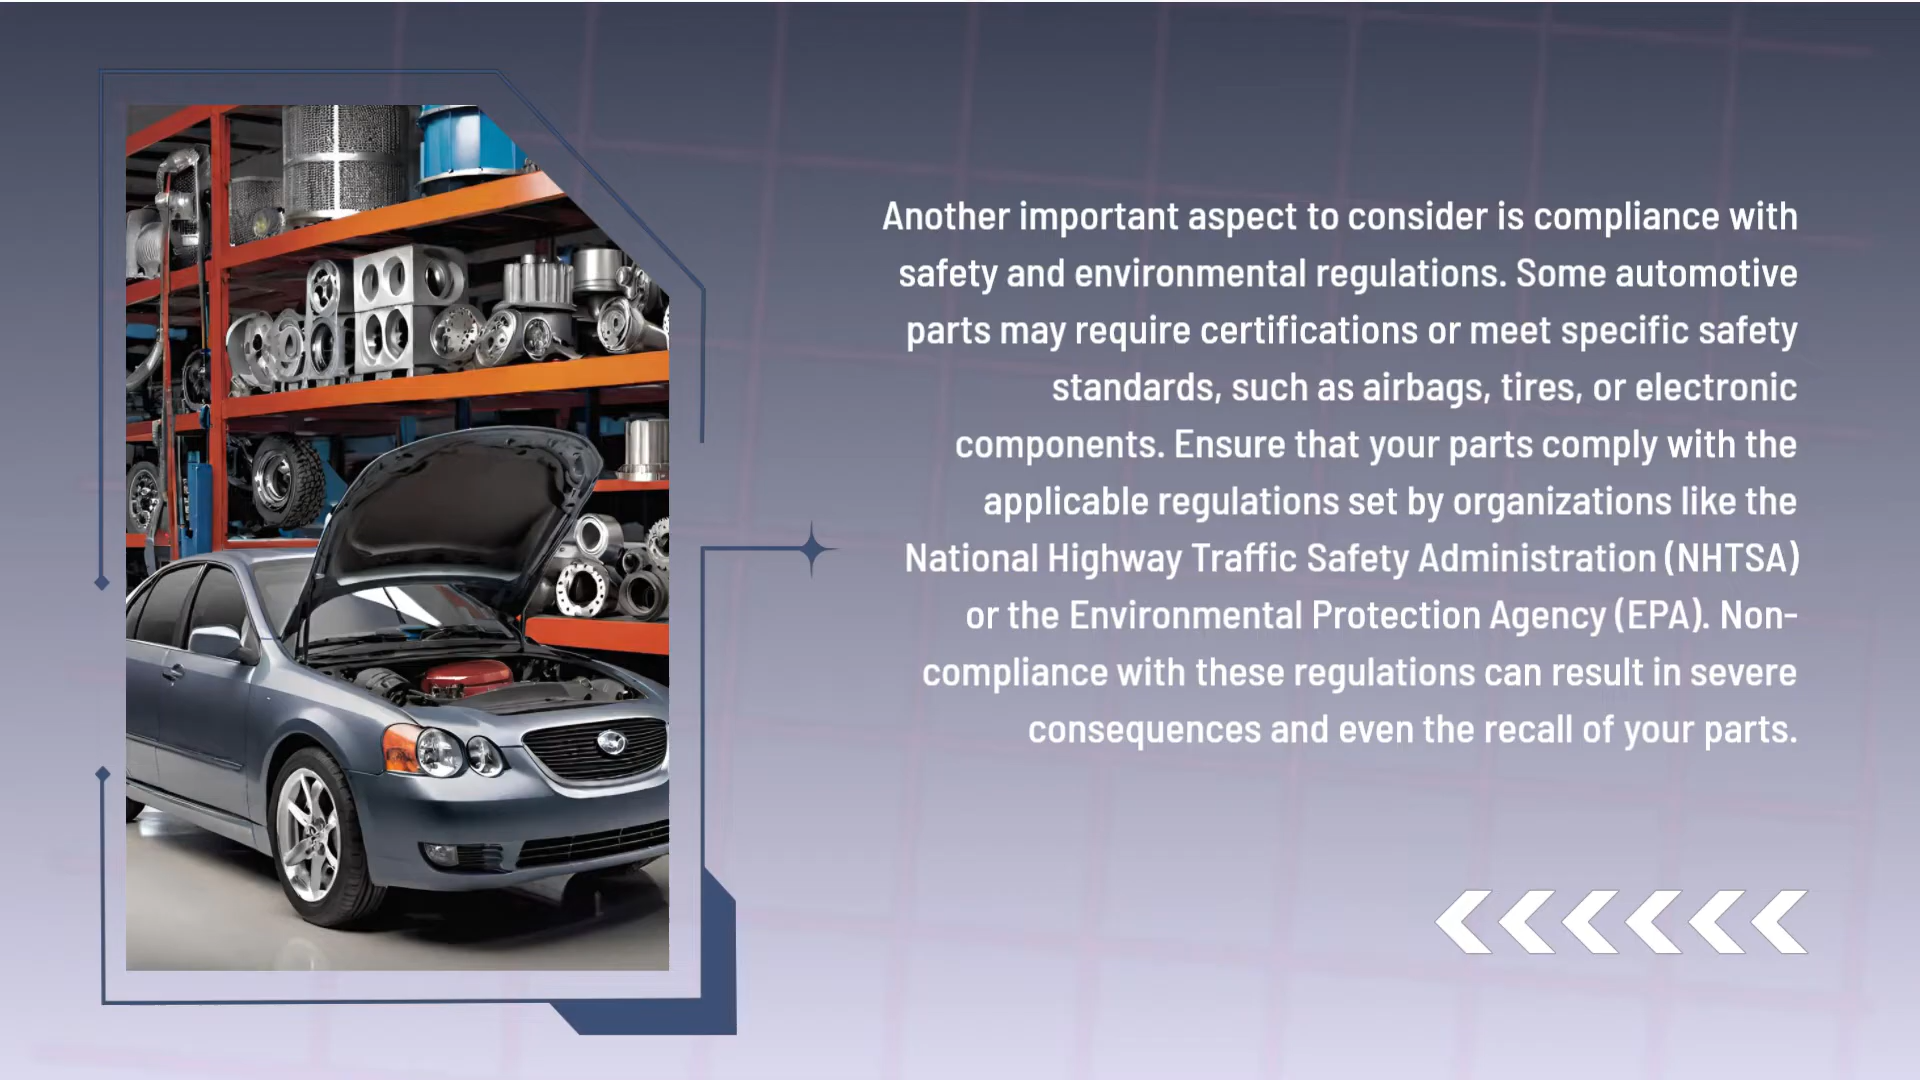 Another important aspect to consider is compliance with
safety and environmental regulations. Some automotive
parts may require certifications or meet specific safety
standards, such as airbags, tires, or electronic
components. Ensure that your parts comply with the
applicable regulations set by organizations like the
National Highway Traffic Safety Administration (NHTSA)
or the Environmental Protection Agency (EPA). Non-
compliance with these regulations can result in severe
consequences and even the recall of your parts.